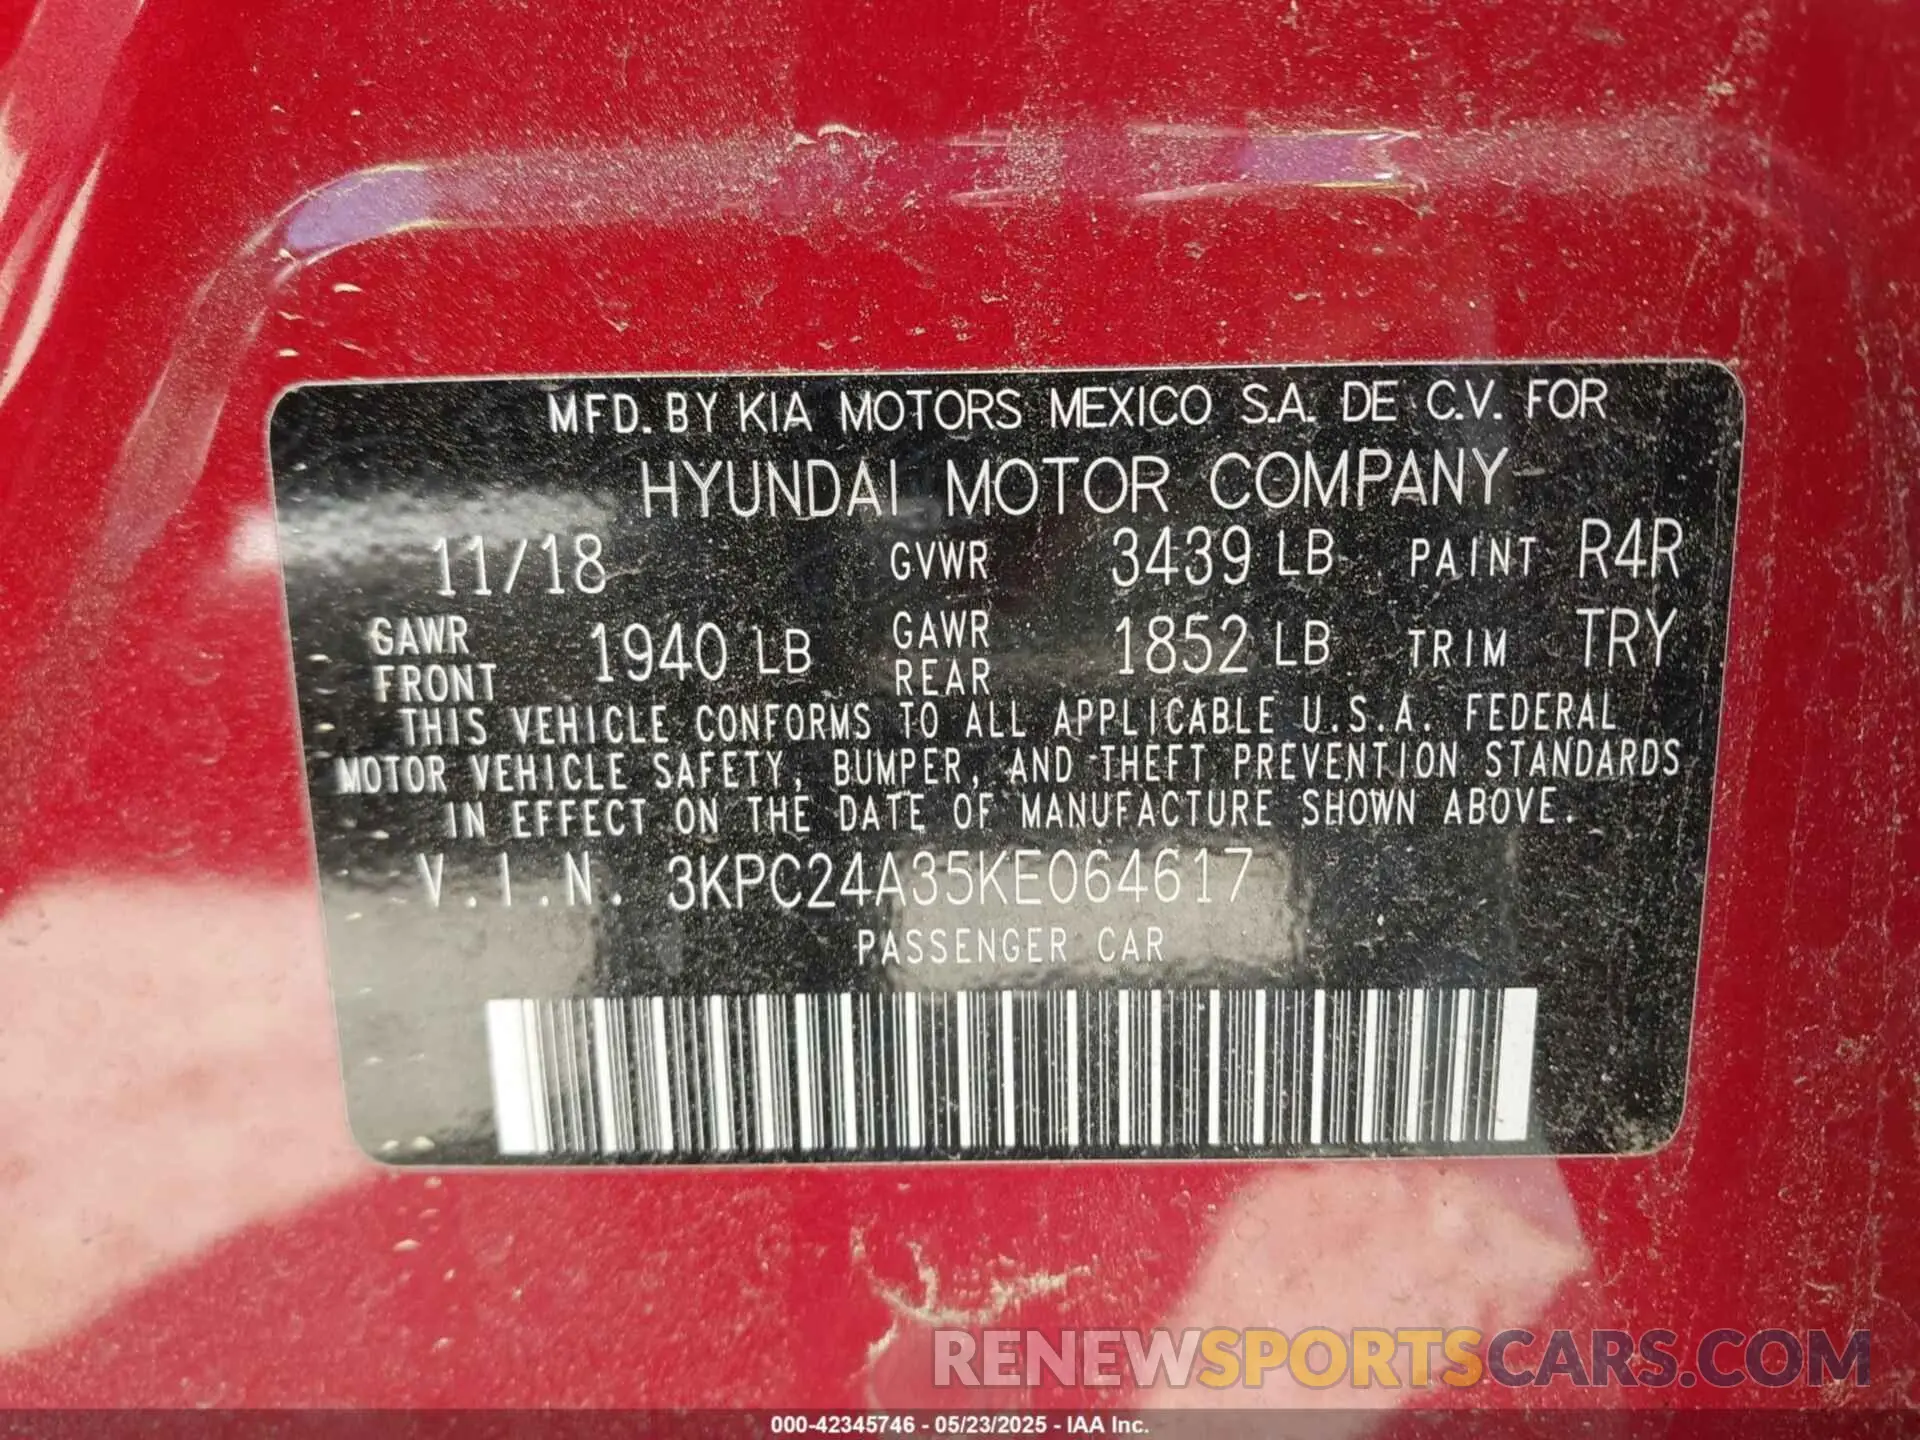 MFD. BY KIA MOTORS MEXICO S.A. DE C.V. FOR
HYUNDAI MOTOR COMPANY
11/18 GVWR 3439 LB PAINT R4R
GAWR FRONT 1940 LB GAWR REAR 1852 LB TRIM TRY
THIS VEHICLE CONFORMS TO ALL APPLICABLE U.S.A. FEDERAL
MOTOR VEHICLE SAFETY, BUMPER, AND THEFT PREVENTION STANDARDS
IN EFFECT ON THE DATE OF MANUFACTURE SHOWN ABOVE.
V.I.N. 3KPC24A35KE064617
PASSENGER CAR
RENEWSPORTSCARS.COM
000-42345746 - 05/23/2025 - IAA Inc.